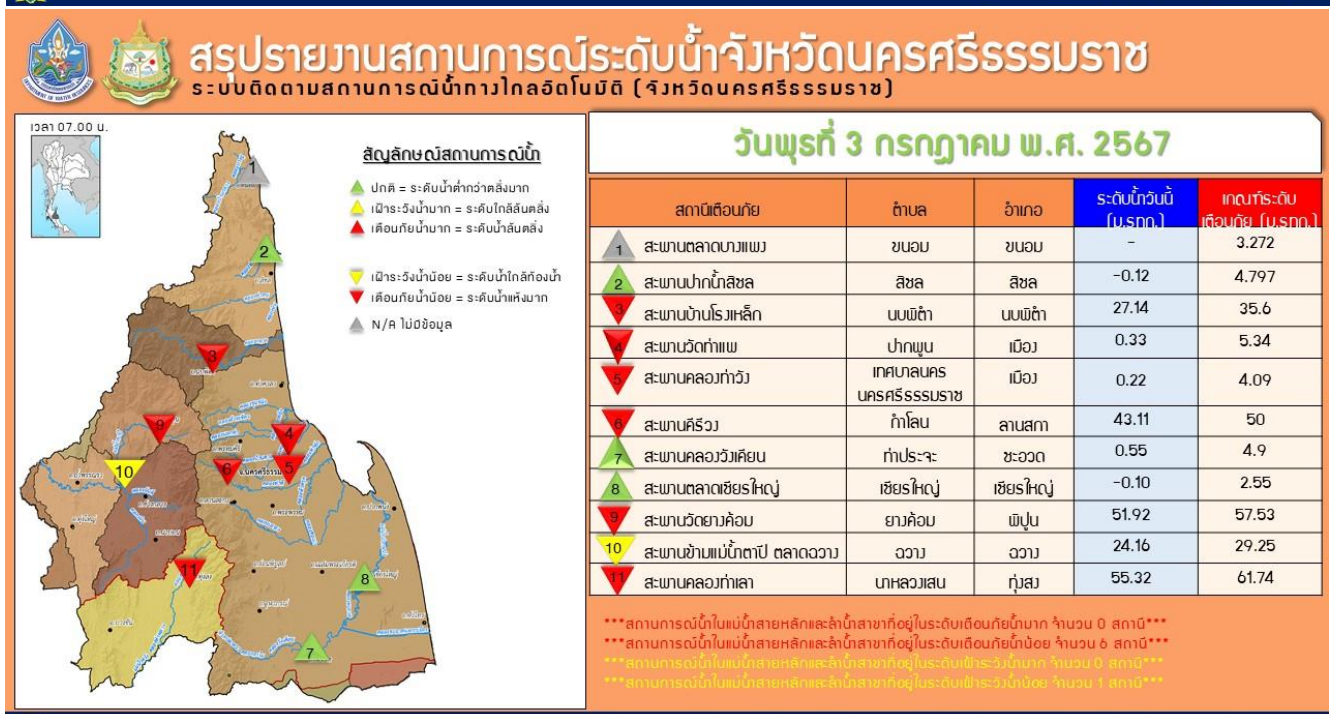 สรุปรายงานสถานการณ์ระดับน้ำจังหวัดนครศรีธรรมราช
ระบบติดตามสถานการณ์น้ำทางไกลอัตโนมัติ (จังหวัดนครศรีธรรมราช)
เวลา 07.00 น.
สัญลักษณ์สถานการณ์น้ำ
ปกติ = ระดับน้ำต่ำกว่าตลิ่งมาก
เฝ้าระวังน้ำมาก = ระดับใกล้ล้นตลิ่ง
เตือนภัยน้ำมาก = ระดับน้ำล้นตลิ่ง
เฝ้าระวังน้ำน้อย = ระดับน้ำใกล้ท้องน้ำ
เตือนภัยน้ำน้อย = ระดับน้ำแห้งมาก
N/A ไม่มีข้อมูล
1
2
3
9
4
10
6
5
11
8
7
วันพุธที่ 3 กรกฎาคม พ.ศ. 2567
สถานีเตือนภัย ตำบล อำเภอ ระดับน้ำวันนี้ (ม.รทก.) เกณฑ์ระดับเตือนภัย (ม.รทก.)
1 สะพานตลาดบางแพง ขนอม ขนอม - 3.272
2 สะพานปากน้ำสิชล สิชล สิชล -0.12 4.797
3 สะพานบ้านโรงเหล็ก นบพิตำ นบพิตำ 27.14 35.6
4 สะพานวัดท่าแพ ปากพูน เมือง 0.33 5.34
5 สะพานคลองท่าวัง เทศบาลนครนครศรีธรรมราช เมือง 0.22 4.09
6 สะพานคีรีวง กำโลน ลานสกา 43.11 50
7 สะพานคลองวังเคียน ท่าประจะ ชะอวด 0.55 4.9
8 สะพานตลาดเชียรใหญ่ เชียรใหญ่ เชียรใหญ่ -0.10 2.55
9 สะพานวัดยางค้อม ยางค้อม พิปูน 51.92 57.53
10 สะพานข้ามแม่น้ำตาปี ตลาดฉวาง ฉวาง ฉวาง 24.16 29.25
11 สะพานคลองท่าเลา นาหลวงเสน ทุ่งสง 55.32 61.74
***สถานการณ์น้ำในแม่น้ำสายหลักและลำน้ำสาขาที่อยู่ในระดับเตือนภัยน้ำมาก จำนวน 0 สถานี***
***สถานการณ์น้ำในแม่น้ำสายหลักและลำน้ำสาขาที่อยู่ในระดับเตือนภัยน้ำน้อย จำนวน 6 สถานี***
***สถานการณ์น้ำในแม่น้ำสายหลักและลำน้ำสาขาที่อยู่ในระดับเฝ้าระวังน้ำมาก จำนวน 0 สถานี***
***สถานการณ์น้ำในแม่น้ำสายหลักและลำน้ำสาขาที่อยู่ในระดับเฝ้าระวังน้ำน้อย จำนวน 1 สถานี***